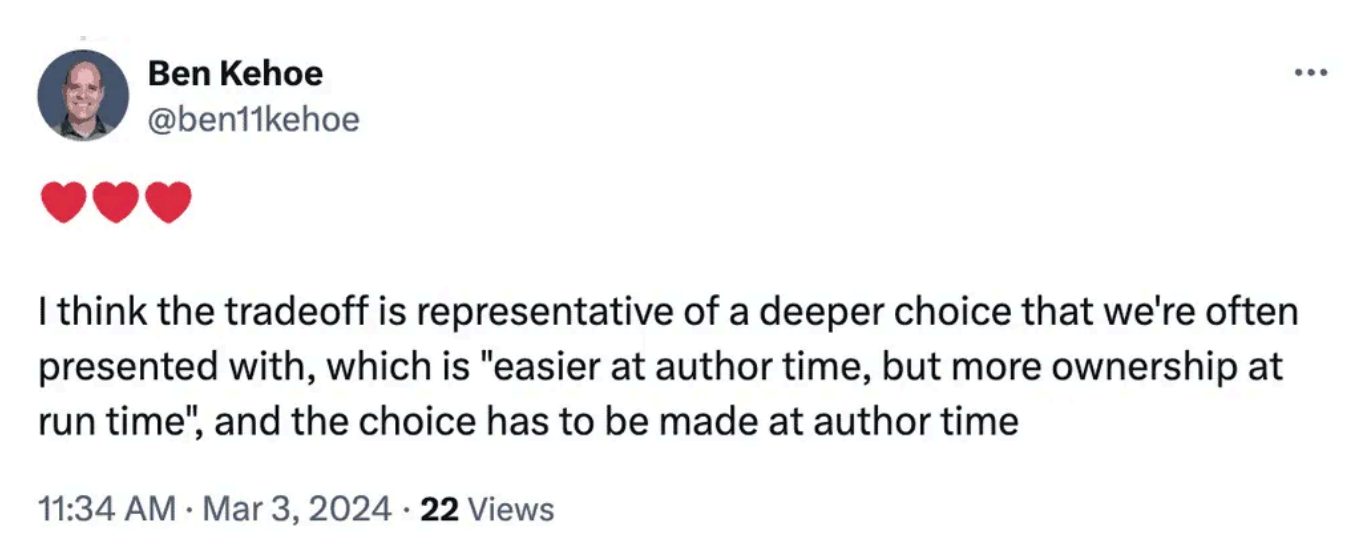 Ben Kehoe
@ben11kehoe
❤️❤️❤️
I think the tradeoff is representative of a deeper choice that we're often
presented with, which is "easier at author time, but more ownership at
run time", and the choice has to be made at author time
11:34 AM · Mar 3, 2024 · 22 Views